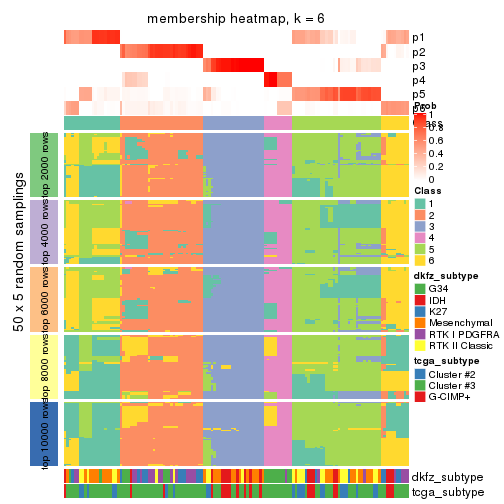 membership heatmap, k = 6
p1
p2
p3
p4
p5
p6
Prob
1
0.8
0.6
0.4
0.2
0
Class
1
2
3
4
5
6
dkfz_subtype
G34
IDH
K27
Mesenchymal
RTK I PDGFRA
RTK II Classic
tcga_subtype
Cluster #2
Cluster #3
G-CIMP+
50 x 5 random samplings
top 2000 rows
top 4000 rows
top 6000 rows
top 8000 rows
top 10000 rows
dkfz_subtype
tcga_subtype